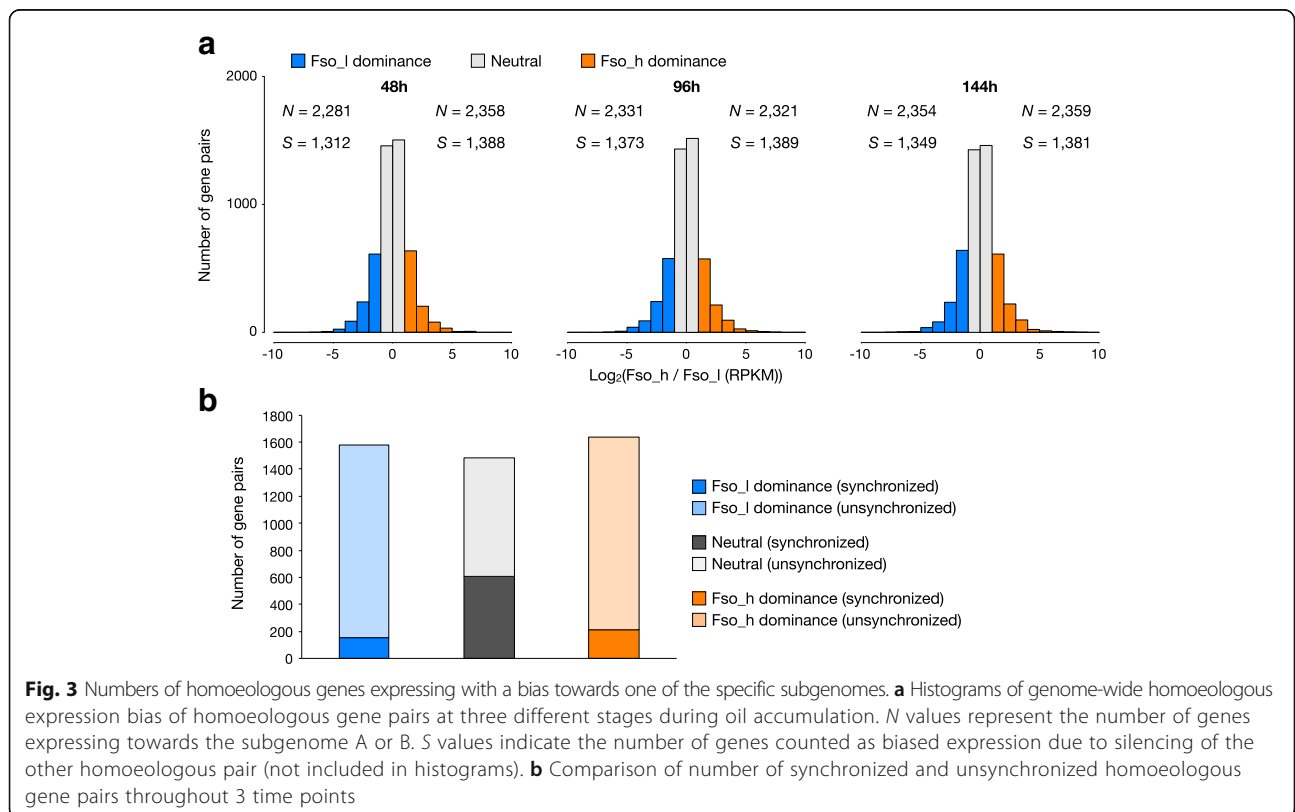 a
Fso_l dominance Neutral Fso_h dominance
48h 96h 144h
N = 2,281 N = 2,358 N = 2,331 N = 2,321 N = 2,354 N = 2,359
S = 1,312 S = 1,388 S = 1,373 S = 1,389 S = 1,349 S = 1,381
Number of gene pairs
2000
1000
0
-10 -5 0 5 10 -10 -5 0 5 10 -10 -5 0 5 10
Log₂(Fso_h / Fso_l (RPKM))
b
Number of gene pairs
1800
1600
1400
1200
1000
800
600
400
200
0
Fso_l dominance (synchronized)
Fso_l dominance (unsynchronized)
Neutral (synchronized)
Neutral (unsynchronized)
Fso_h dominance (synchronized)
Fso_h dominance (unsynchronized)
Fig. 3 Numbers of homoeologous genes expressing with a bias towards one of the specific subgenomes. a Histograms of genome-wide homoeologous
expression bias of homoeologous gene pairs at three different stages during oil accumulation. N values represent the number of genes
expressing towards the subgenome A or B. S values indicate the number of genes counted as biased expression due to silencing of the
other homoeologous pair (not included in histograms). b Comparison of number of synchronized and unsynchronized homoeologous
gene pairs throughout 3 time points